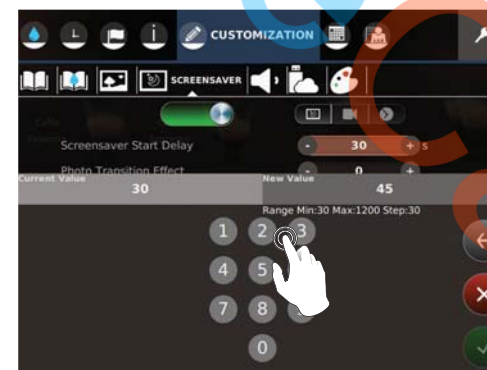 CUSTOMIZATION
SCREENSAVER
Screensaver Start Delay
- 30 + s
Photo Transition Effect
- 0 +
Current Value
30
New Value
45
Range Min:30 Max:1200 Step:30
1 2 3
4 5
7 8
0